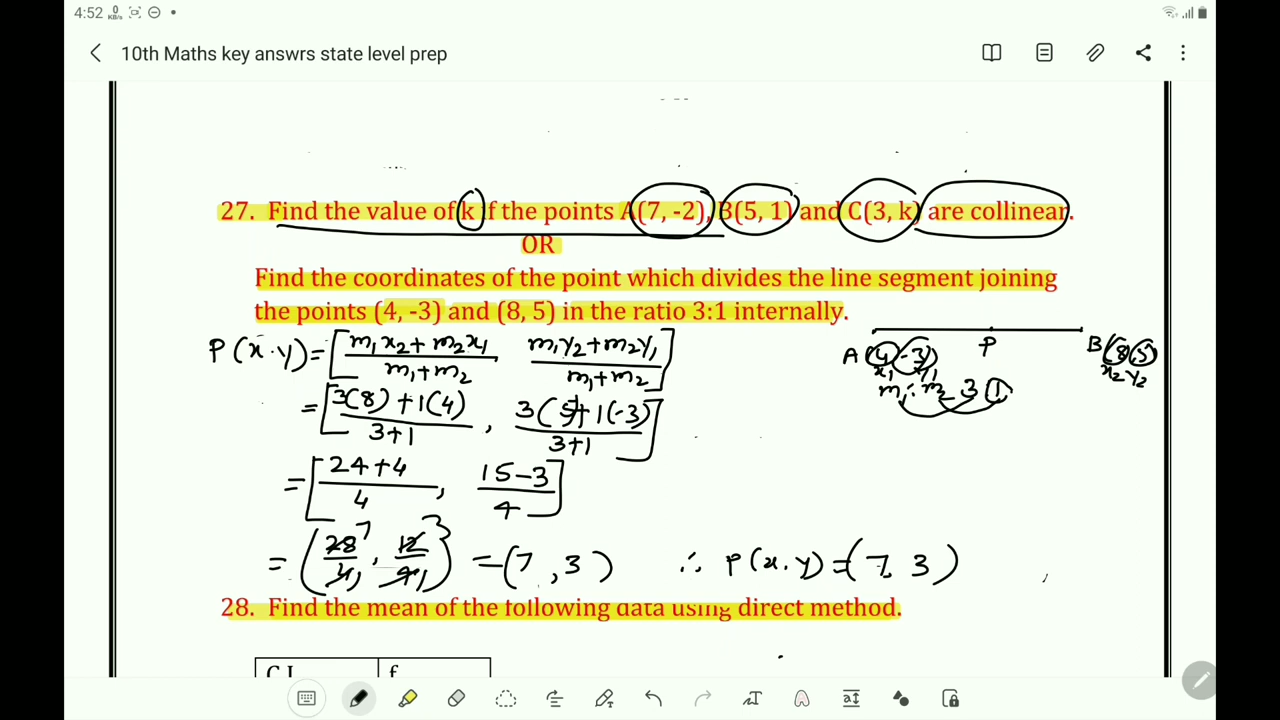 4:52 0 KB/s
10th Maths key answrs state level prep
27. Find the value of k if the points A(7, -2), B(5, 1) and C(3, k) are collinear.
OR
Find the coordinates of the point which divides the line segment joining
the points (4, -3) and (8, 5) in the ratio 3:1 internally.
P(x.y) = [m₁x₂+m₂x₁/m₁+m₂ m₁y₂+m₂y₁/m₁+m₂]
A (4 -3) P B (8 5)
x₁ y₁ x₂ y₂
m₁:m₂ 3 1
= [3(8)+1(4)/3+1, 3(5)+1(-3)/3+1]
= [24+4/4, 15-3/4]
= (28/4, 12/4) = (7, 3) ∴ P(x.y) = (7, 3)
28. Find the mean of the following data using direct method.
C.I f